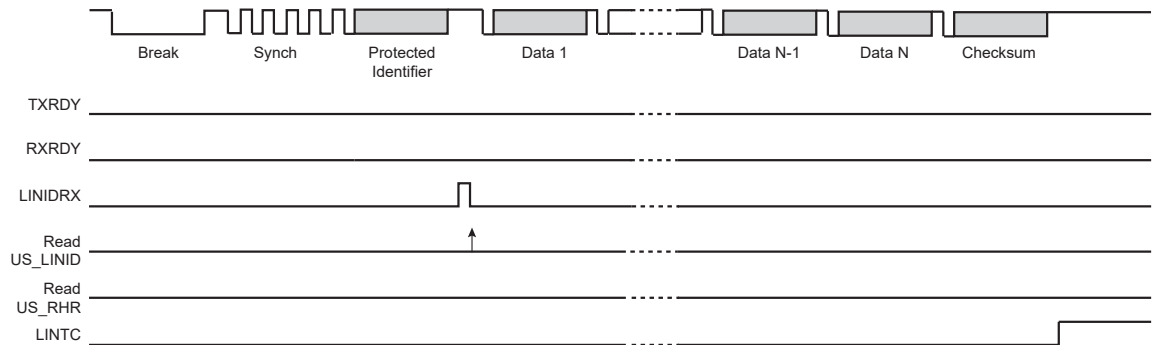 Break Synch Protected Data 1 Data N-1 Data N Checksum
Identifier
TXRDY
RXRDY
LINIDRX
Read
US_LINID
Read
US_RHR
LINTC